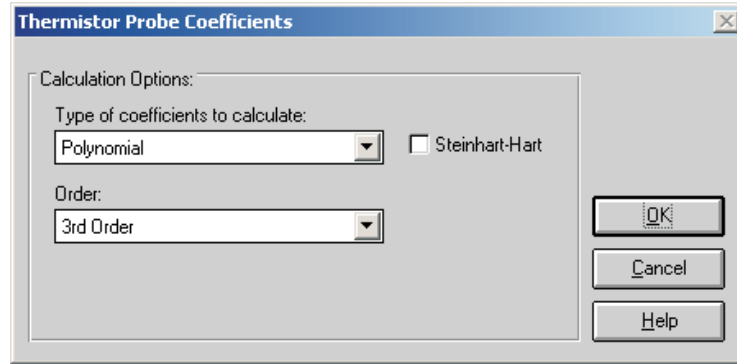 Thermistor Probe Coefficients
Calculation Options:
Type of coefficients to calculate:
Polynomial
Steinhart-Hart
Order:
3rd Order
OK
Cancel
Help